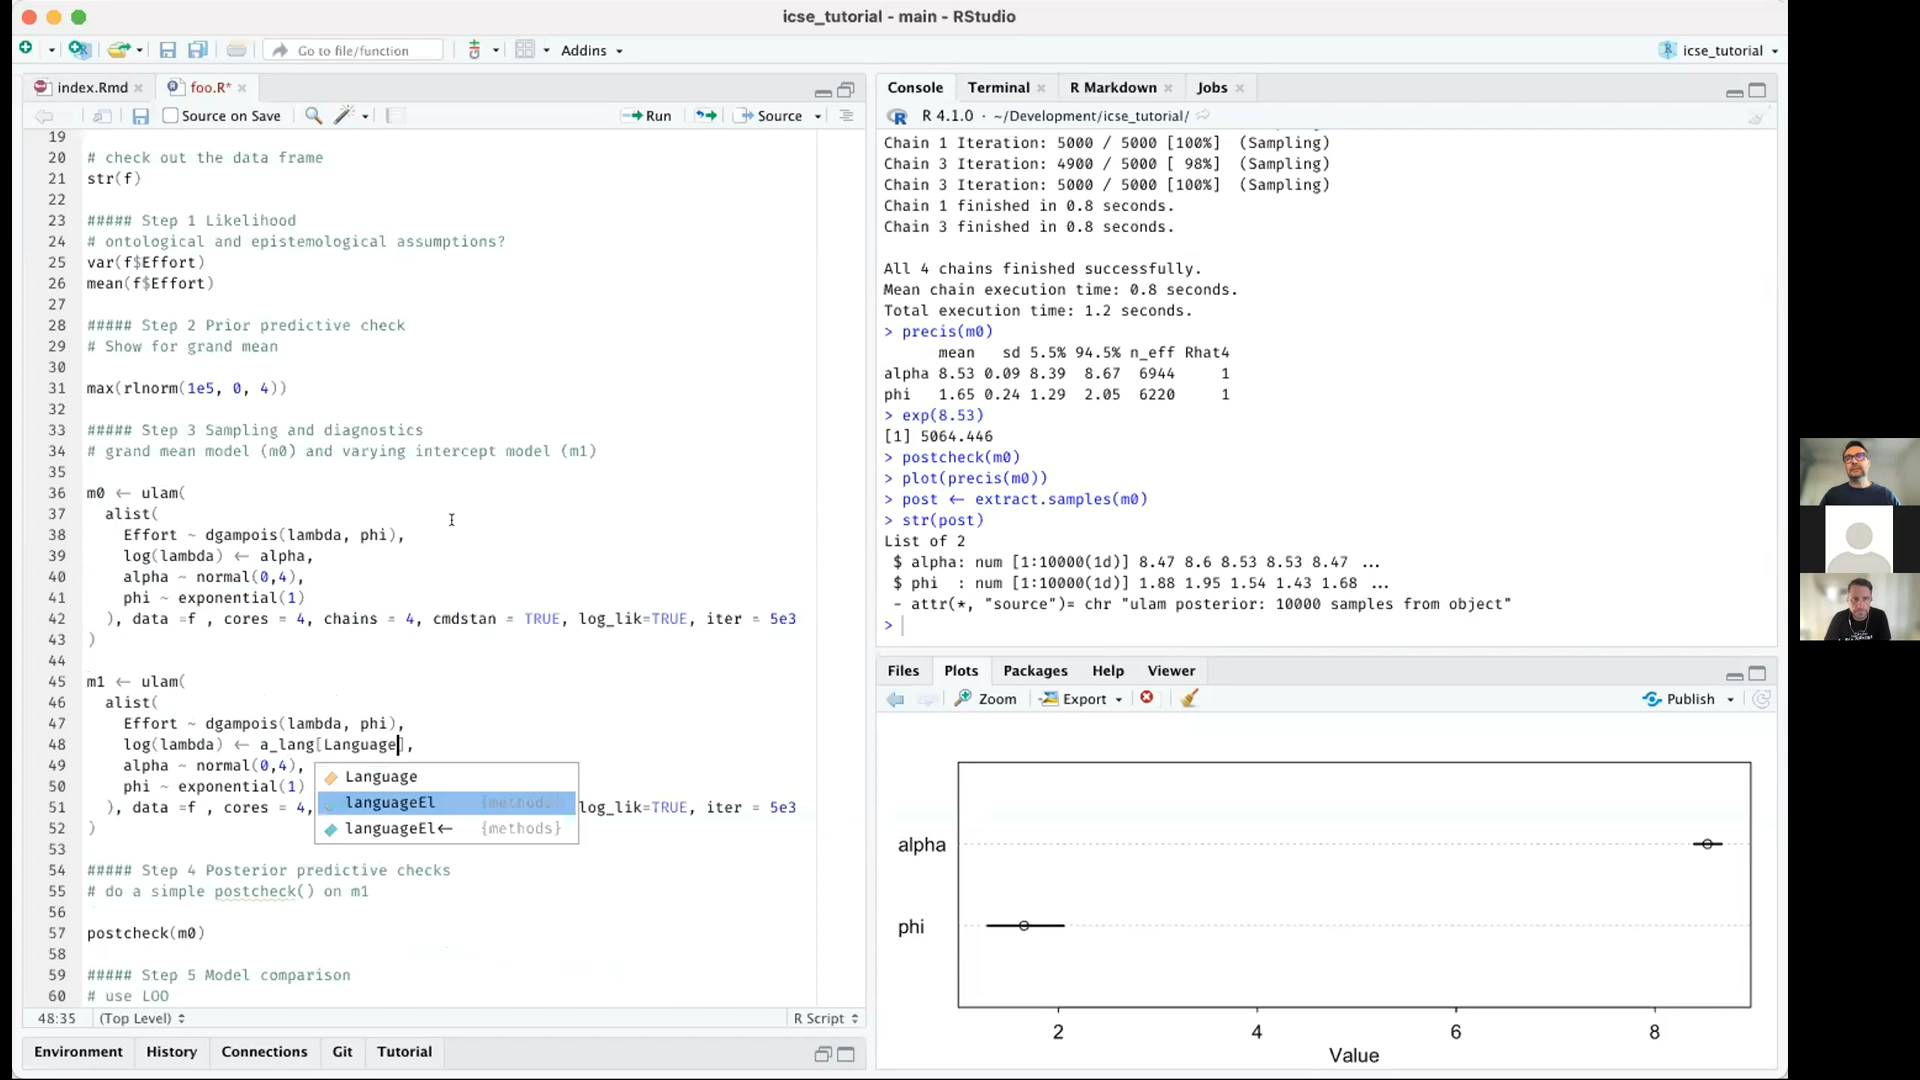 icse_tutorial - main - RStudio
Go to file/function
Addins
icse_tutorial
index.Rmd
foo.R*
Source on Save
Run
Source
19
20 # check out the data frame
21 str(f)
22
23 ##### Step 1 Likelihood
24 # ontological and epistemological assumptions?
25 var(f$Effort)
26 mean(f$Effort)
27
28 ##### Step 2 Prior predictive check
29 # Show for grand mean
30
31 max(rlnorm(1e5, 0, 4))
32
33 ##### Step 3 Sampling and diagnostics
34 # grand mean model (m0) and varying intercept model (m1)
35
36 m0 <- ulam(
37 alist(
38 Effort ~ dgampois(lambda, phi),
39 log(lambda) <- alpha,
40 alpha ~ normal(0,4),
41 phi ~ exponential(1)
42 ), data =f , cores = 4, chains = 4, cmdstan = TRUE, log_lik=TRUE, iter = 5e3
43 )
44
45 m1 <- ulam(
46 alist(
47 Effort ~ dgampois(lambda, phi),
48 log(lambda) <- a_lang[Language],
49 alpha ~ normal(0,4),
50 phi ~ exponential(1)
51 ), data =f , cores = 4, log_lik=TRUE, iter = 5e3
52 )
Language
languageEl {method
languageEl<- {methods}
53
54 ##### Step 4 Posterior predictive checks
55 # do a simple postcheck() on m1
56
57 postcheck(m0)
58
59 ##### Step 5 Model comparison
60 # use LOO
48:35 (Top Level) R Script
Environment History Connections Git Tutorial
Console Terminal R Markdown Jobs
R 4.1.0 · ~/Development/icse_tutorial/
Chain 1 Iteration: 5000 / 5000 [100%] (Sampling)
Chain 3 Iteration: 4900 / 5000 [ 98%] (Sampling)
Chain 3 Iteration: 5000 / 5000 [100%] (Sampling)
Chain 1 finished in 0.8 seconds.
Chain 3 finished in 0.8 seconds.
All 4 chains finished successfully.
Mean chain execution time: 0.8 seconds.
Total execution time: 1.2 seconds.
> precis(m0)
mean sd 5.5% 94.5% n_eff Rhat4
alpha 8.53 0.09 8.39 8.67 6944 1
phi 1.65 0.24 1.29 2.05 6220 1
> exp(8.53)
[1] 5064.446
> postcheck(m0)
> plot(precis(m0))
> post <- extract.samples(m0)
> str(post)
List of 2
$ alpha: num [1:10000(1d)] 8.47 8.6 8.53 8.53 8.47 ...
$ phi : num [1:10000(1d)] 1.88 1.95 1.54 1.43 1.68 ...
- attr(*, "source")= chr "ulam posterior: 10000 samples from object"
>
Files Plots Packages Help Viewer
Zoom Export Publish
alpha
phi
2 4 6 8
Value